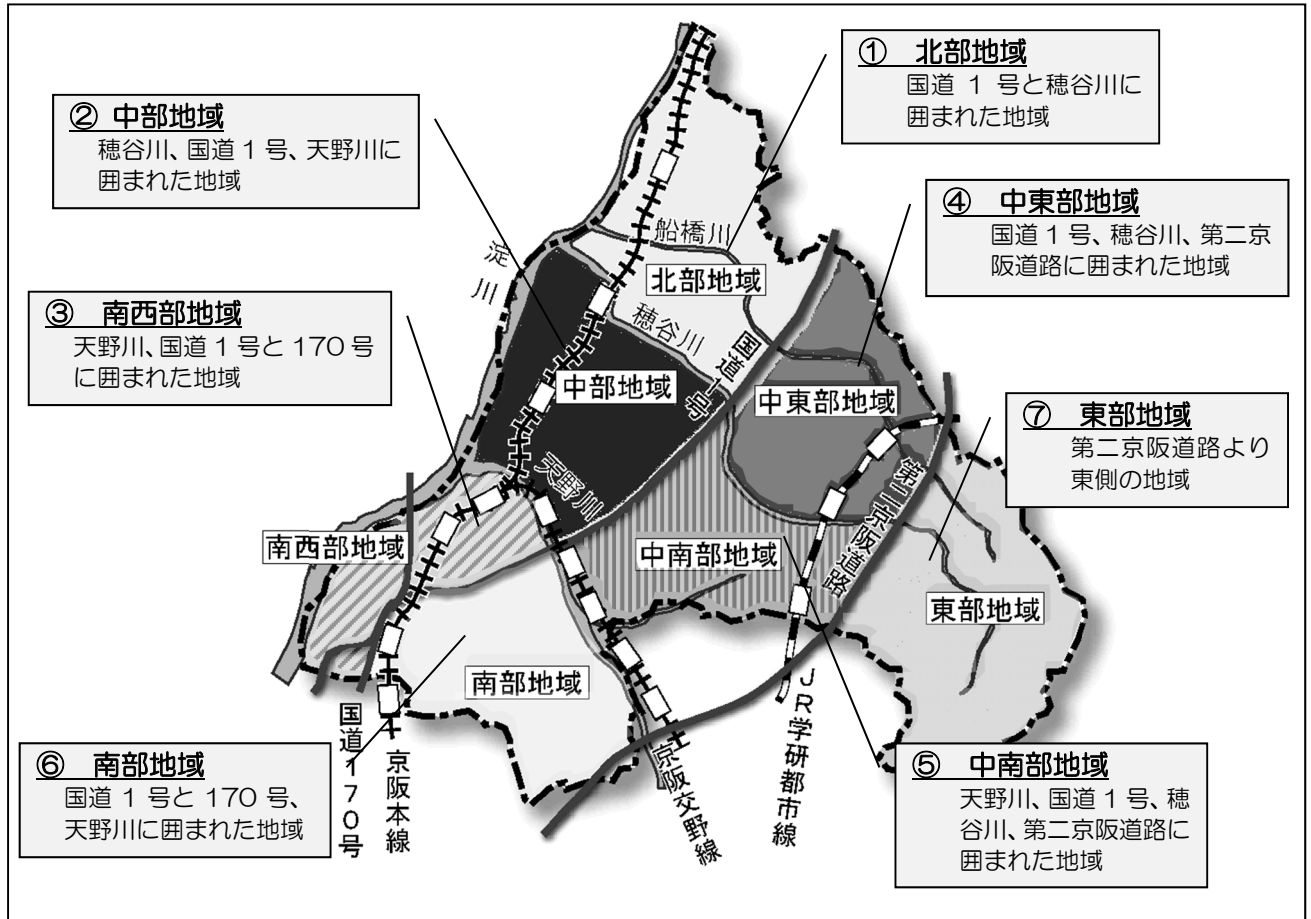 ① 北部地域
国道 1 号と穂谷川に
囲まれた地域
② 中部地域
穂谷川、国道 1 号、天野川に
囲まれた地域
④ 中東部地域
国道 1 号、穂谷川、第二京
阪道路に囲まれた地域
③ 南西部地域
天野川、国道 1 号と 170 号
に囲まれた地域
⑦ 東部地域
第二京阪道路より
東側の地域
⑥ 南部地域
国道 1 号と 170 号、
天野川に囲まれた地域
⑤ 中南部地域
天野川、国道 1 号、穂
谷川、第二京阪道路に
囲まれた地域
淀川
船橋川
北部地域
穂谷川
国道1号
中部地域
中東部地域
天野川
南西部地域
中南部地域
第二京阪道路
東部地域
南部地域
国道170号
京阪本線
京阪交野線
JR学研都市線